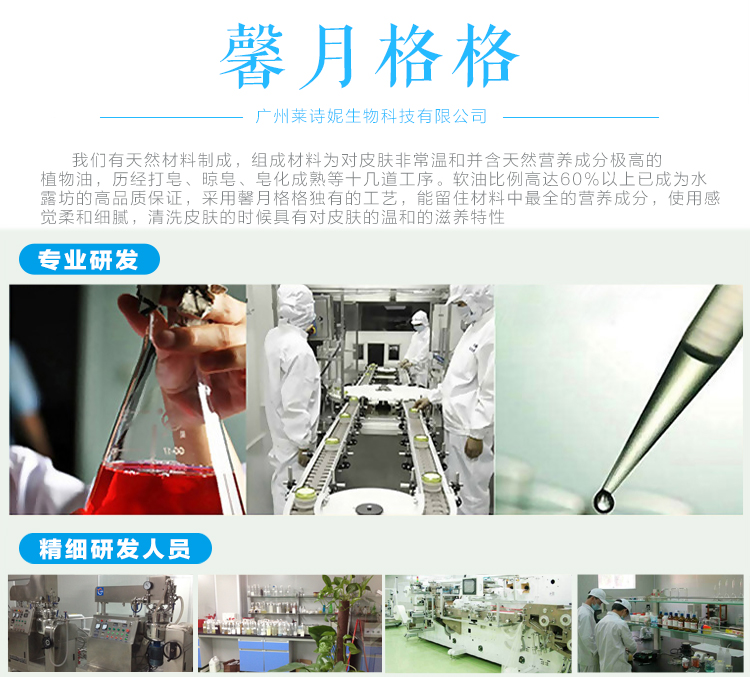 馨月格格
广州莱诗妮生物科技有限公司
我们有天然材料制成，组成材料为对皮肤非常温和并含天然营养成分极高的
植物油，历经打皂、晾皂、皂化成熟等十几道工序。软油比例高达60%以上已成为水
露坊的高品质保证，采用馨月格格独有的工艺，能留住材料中最全的营养成分，使用感
觉柔和细腻，清洗皮肤的时候具有对皮肤的温和的滋养特性
专业研发
精细研发人员